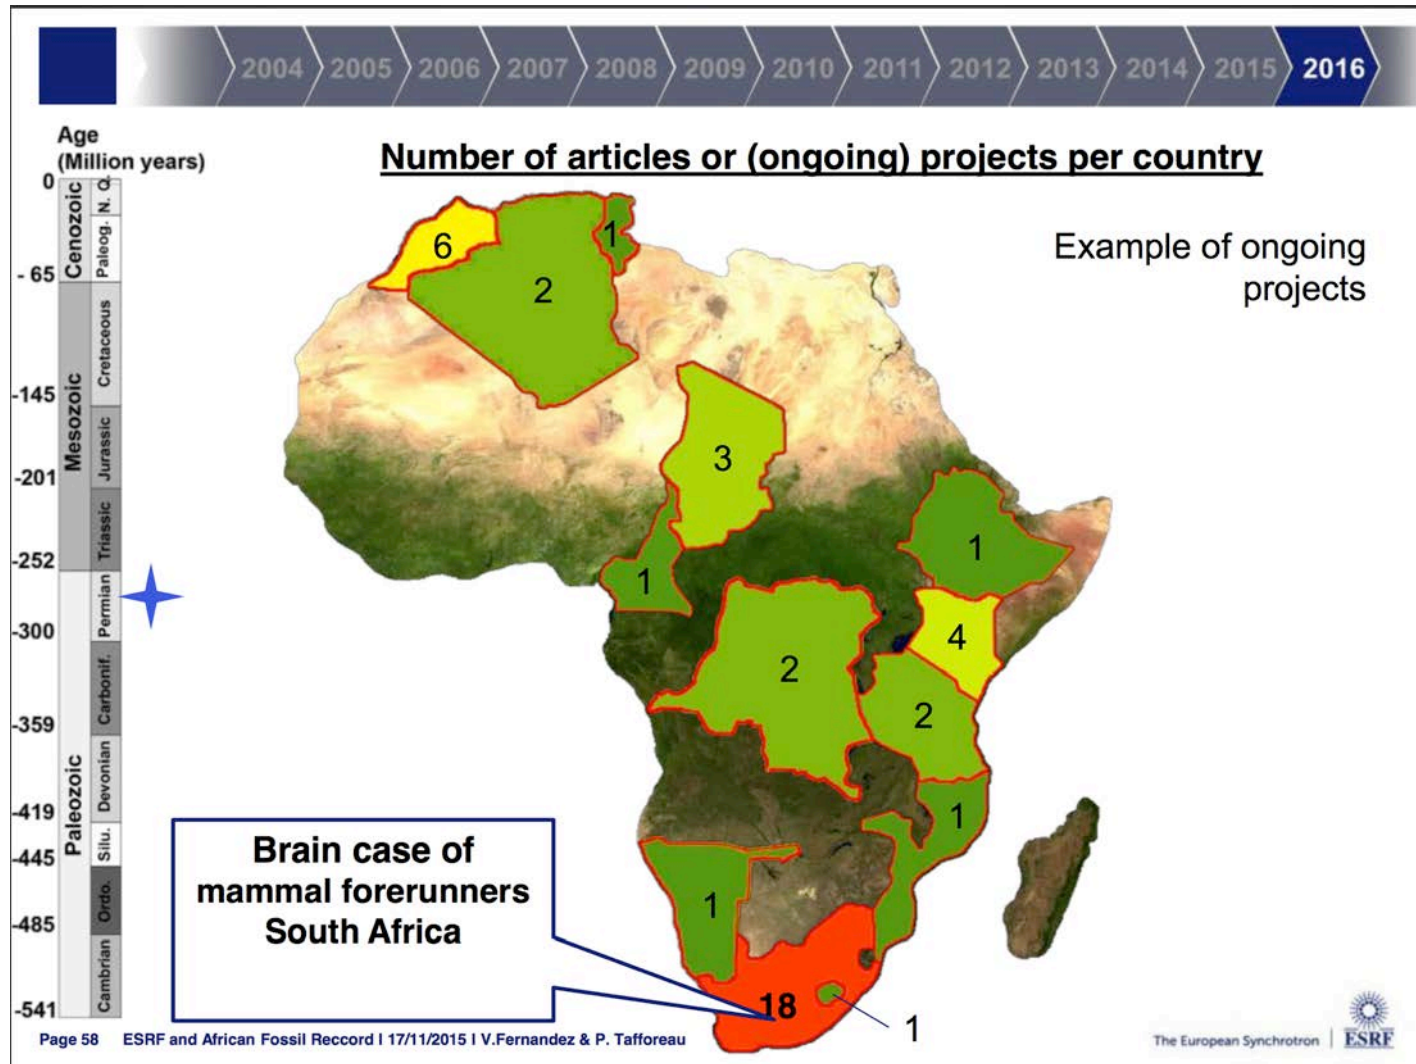 2004 2005 2006 2007 2008 2009 2010 2011 2012 2013 2014 2015 2016
Age
(Million years)
Number of articles or (ongoing) projects per country
Example of ongoing
projects
0
- 65
-145
-201
-252
-300
-359
-419
-445
-485
-541
Cenozoic
Mesozoic
Paleozoic
N. Q.
Paleog.
Cretaceous
Jurassic
Triassic
Permian
Carbonif.
Devonian
Silu.
Ordo.
Cambrian
6
2
1
3
1
1
4
2
2
1
1
18
1
Brain case of
mammal forerunners
South Africa
Page 58 ESRF and African Fossil Reccord I 17/11/2015 I V.Fernandez & P. Tafforeau
The European Synchrotron | ESRF